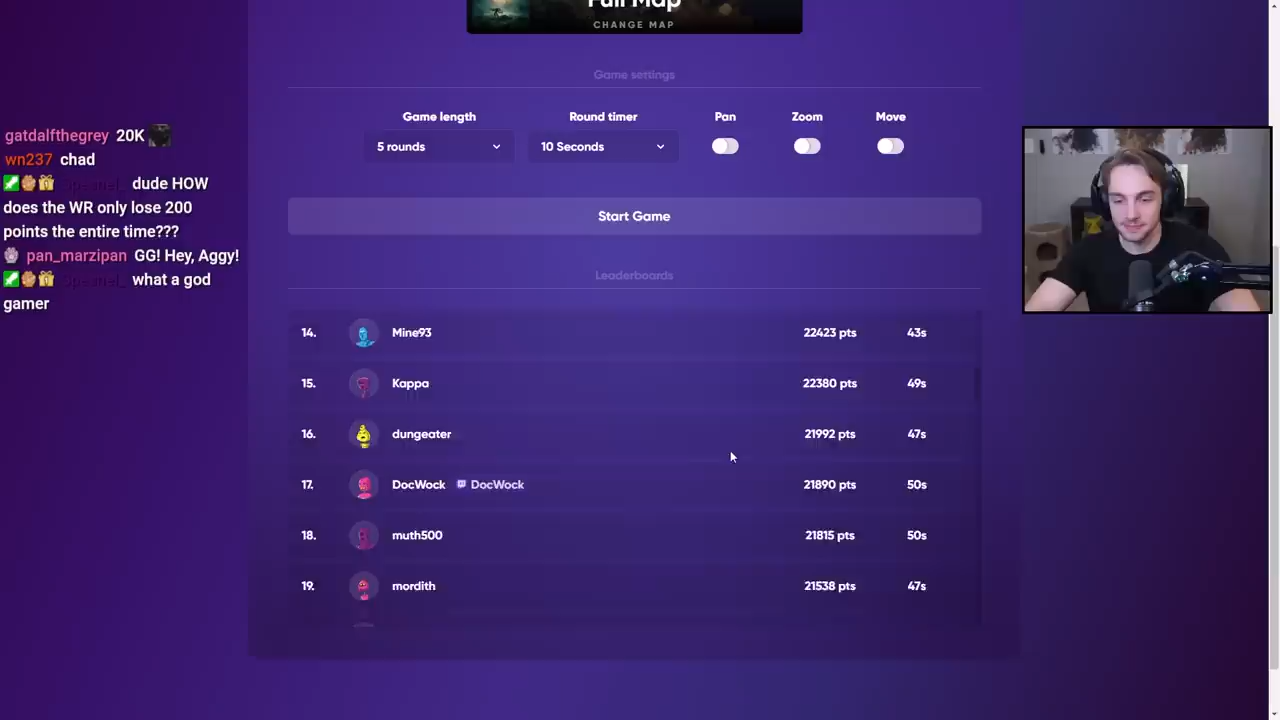 Full Map
CHANGE MAP
Game settings
Game length
Round timer
Pan
Zoom
Move
5 rounds
10 Seconds
Start Game
Leaderboards
14. Mine93 22423 pts 43s
15. Kappa 22380 pts 49s
16. dungeater 21992 pts 47s
17. DocWock DocWock 21890 pts 50s
18. muth500 21815 pts 50s
19. mordith 21538 pts 47s
gatdalfthegrey 20K
wn237 chad
dude HOW
does the WR only lose 200
points the entire time???
pan_marzipan GG! Hey, Aggy!
what a god
gamer